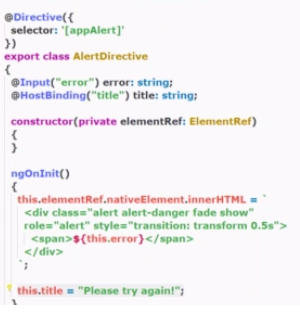 @Directive({
selector: '[appAlert]'
})
export class AlertDirective
{
@Input("error") error: string;
@HostBinding("title") title: string;
constructor(private elementRef: ElementRef)
{
}
ngOnInit()
{
this.elementRef.nativeElement.innerHTML = `
<div class="alert alert-danger fade show"
role="alert" style="transition: transform 0.5s">
<span>${this.error}</span>
</div>
`;
this.title = "Please try again!";
}